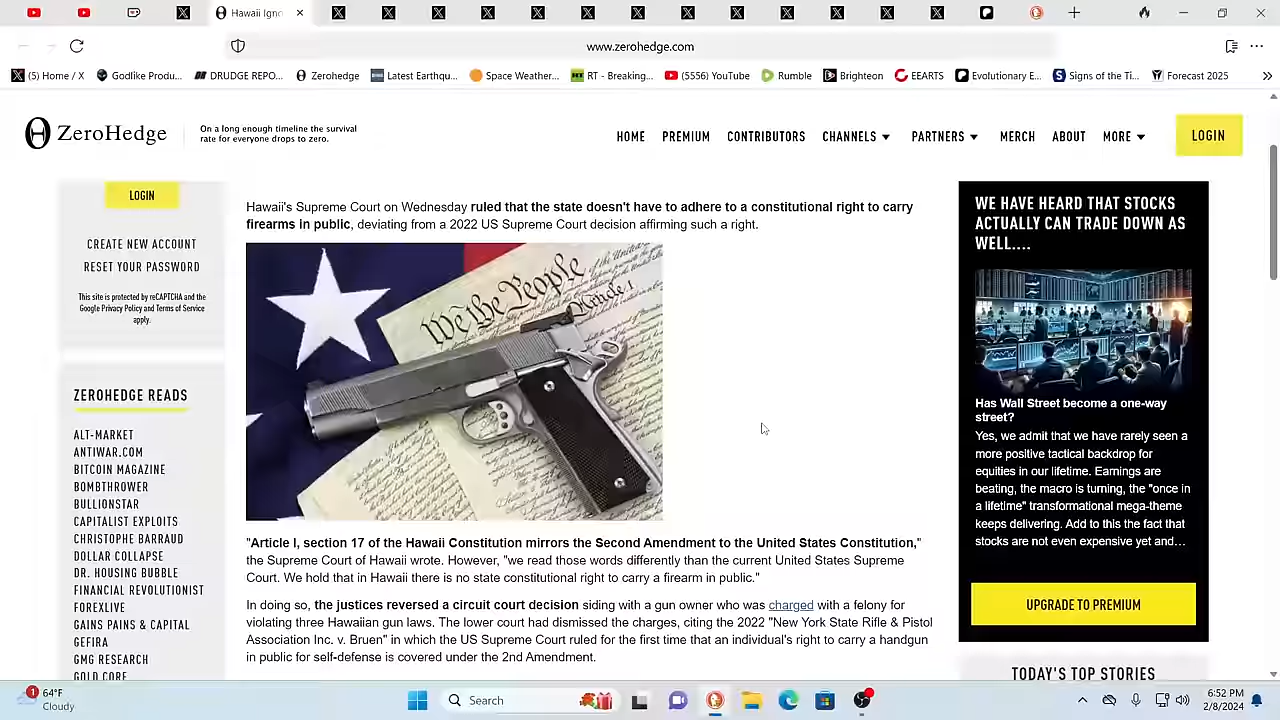 Hawaii Igno
www.zerohedge.com
(5) Home / X
Godlike Produ...
DRUDGE REPO...
Zerohedge
Latest Earthqu...
Space Weather...
RT - Breaking...
(5556) YouTube
Rumble
Brighteon
EEARTS
Evolutionary E...
Signs of the Ti...
Forecast 2025
ZeroHedge
On a long enough timeline the survival
rate for everyone drops to zero.
HOME
PREMIUM
CONTRIBUTORS
CHANNELS
PARTNERS
MERCH
ABOUT
MORE
LOGIN
LOGIN
CREATE NEW ACCOUNT
RESET YOUR PASSWORD
This site is protected by reCAPTCHA and the
Google Privacy Policy and Terms of Service
apply.
ZEROHEDGE READS
ALT-MARKET
ANTIWAR.COM
BITCOIN MAGAZINE
BOMBTHROWER
BULLIONSTAR
CAPITALIST EXPLOITS
CHRISTOPHE BARRAUD
DOLLAR COLLAPSE
DR. HOUSING BUBBLE
FINANCIAL REVOLUTIONIST
FOREXLIVE
GAINS PAINS & CAPITAL
GEFIRA
GMG RESEARCH
GOLD CORE
Hawaii's Supreme Court on Wednesday ruled that the state doesn't have to adhere to a constitutional right to carry
firearms in public, deviating from a 2022 US Supreme Court decision affirming such a right.
We the People
Article I
"Article I, section 17 of the Hawaii Constitution mirrors the Second Amendment to the United States Constitution,"
the Supreme Court of Hawaii wrote. However, "we read those words differently than the current United States Supreme
Court. We hold that in Hawaii there is no state constitutional right to carry a firearm in public."
In doing so, the justices reversed a circuit court decision siding with a gun owner who was charged with a felony for
violating three Hawaiian gun laws. The lower court had dismissed the charges, citing the 2022 "New York State Rifle & Pistol
Association Inc. v. Bruen" in which the US Supreme Court ruled for the first time that an individual's right to carry a handgun
in public for self-defense is covered under the 2nd Amendment.
WE HAVE HEARD THAT STOCKS
ACTUALLY CAN TRADE DOWN AS
WELL....
Has Wall Street become a one-way
street?
Yes, we admit that we have rarely seen a
more positive tactical backdrop for
equities in our lifetime. Earnings are
beating, the macro is turning, the "once in
a lifetime" transformational mega-theme
keeps delivering. Add to this the fact that
stocks are not even expensive yet and...
UPGRADE TO PREMIUM
TODAY'S TOP STORIES
1
64°F
Cloudy
Search
6:52 PM
2/8/2024